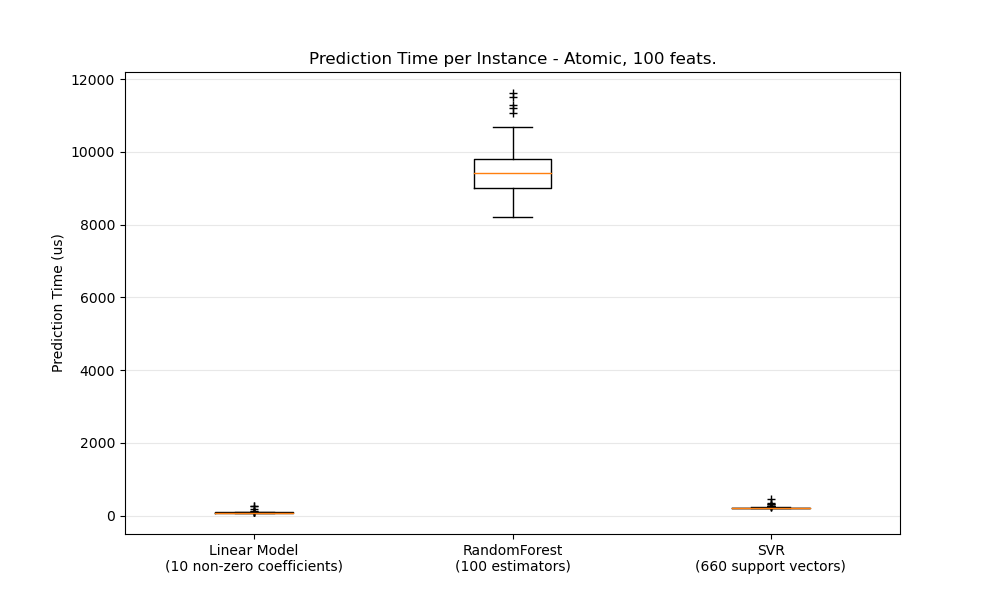 Prediction Time per Instance - Atomic, 100 feats.
12000
10000
8000
6000
4000
2000
0
Prediction Time (us)
Linear Model
(10 non-zero coefficients)
RandomForest
(100 estimators)
SVR
(660 support vectors)